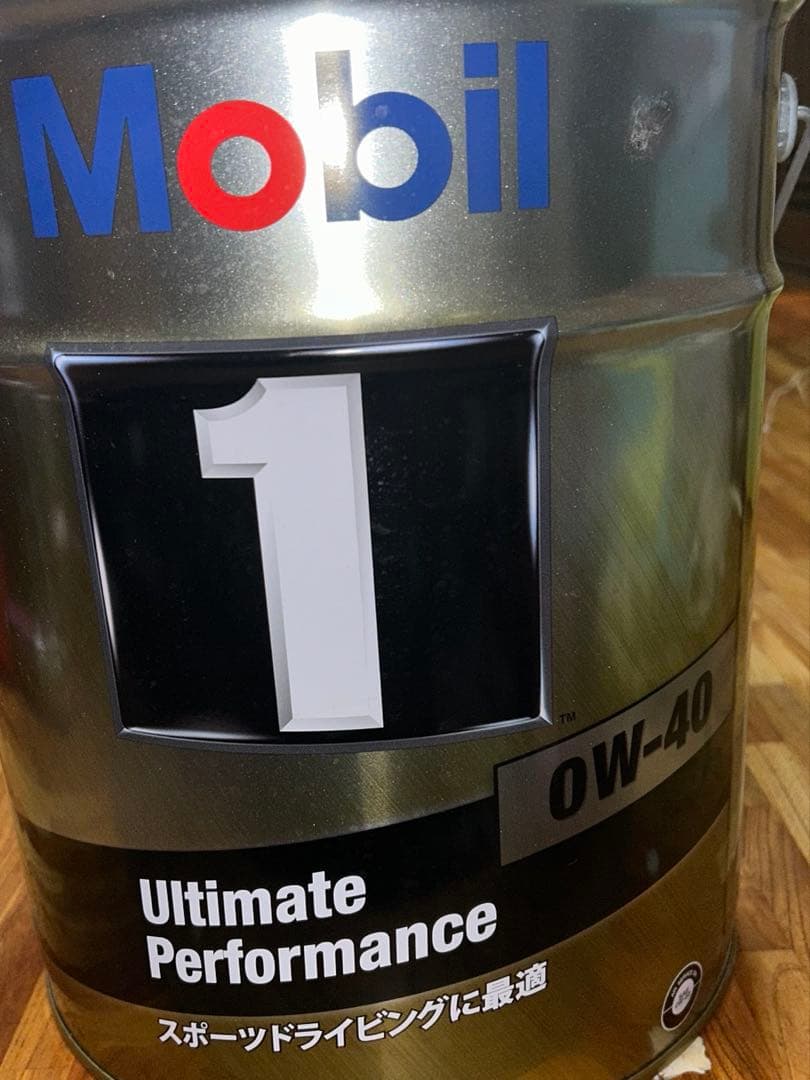 Mobil
1
™
0W-40
Ultimate
Performance
スポーツドライビングに最適